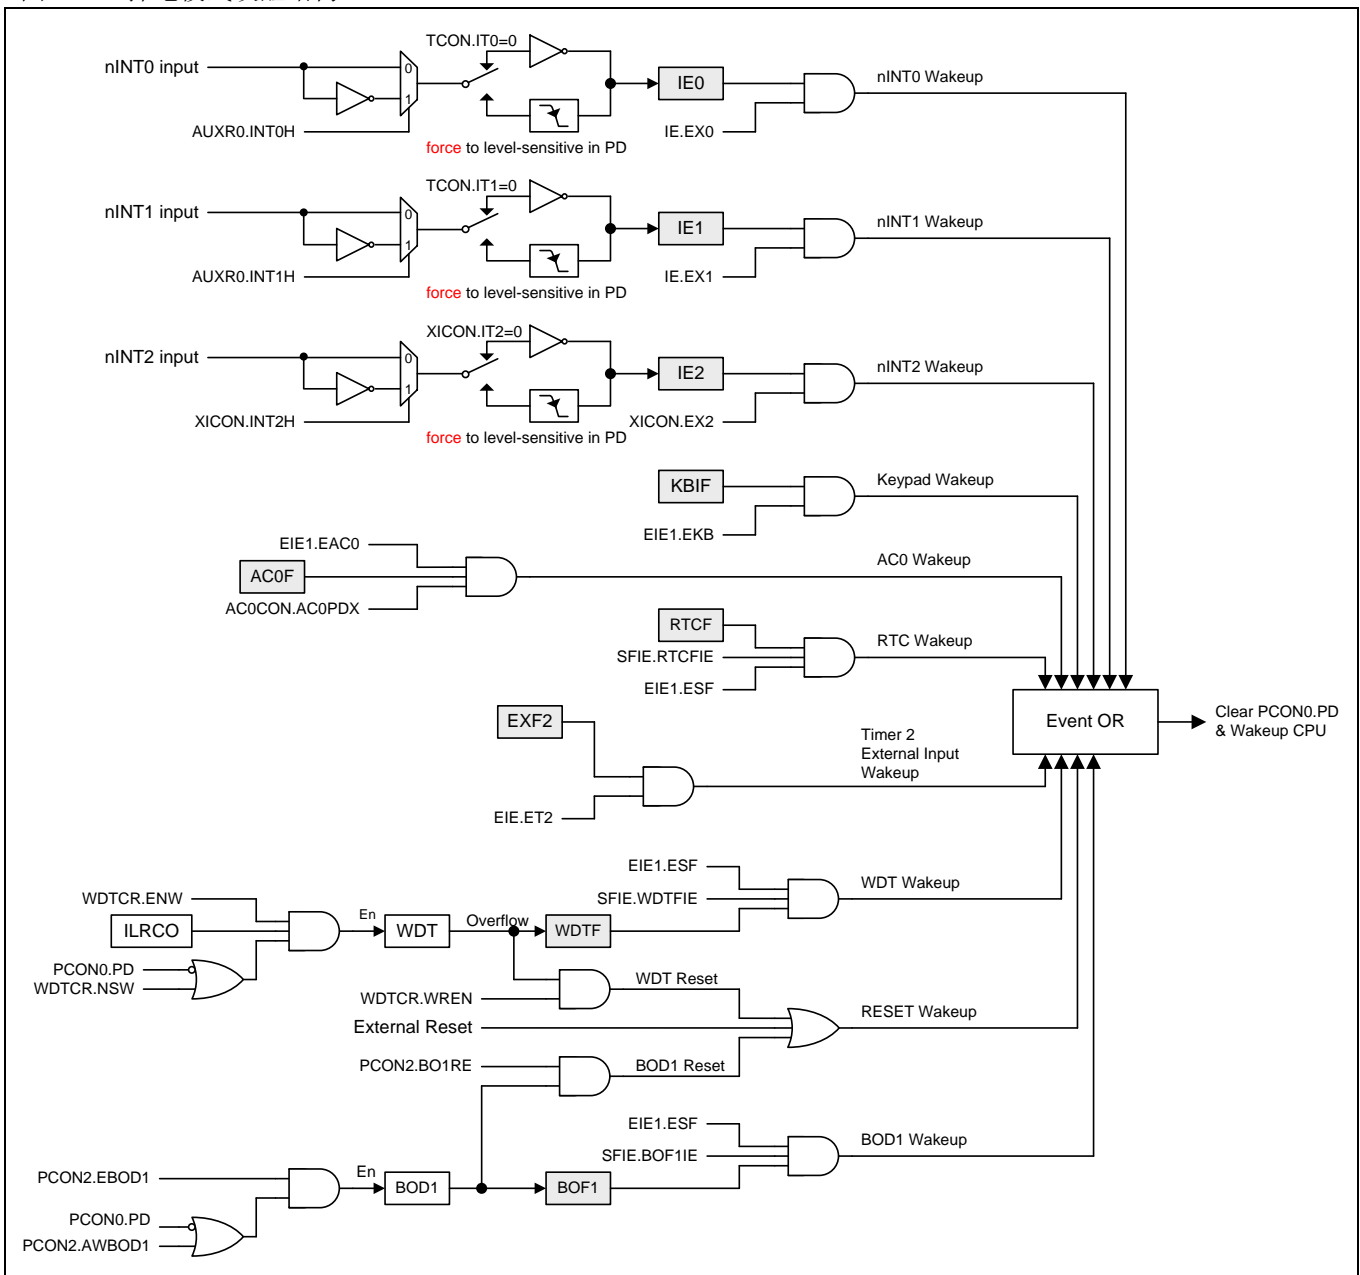 TCON.IT0=0
nINT0 input
0
1
IE0
nINT0 Wakeup
AUXR0.INT0H
IE.EX0
force to level-sensitive in PD
TCON.IT1=0
nINT1 input
0
1
IE1
nINT1 Wakeup
AUXR0.INT1H
IE.EX1
force to level-sensitive in PD
XICON.IT2=0
nINT2 input
0
1
IE2
nINT2 Wakeup
XICON.INT2H
XICON.EX2
force to level-sensitive in PD
KBIF
Keypad Wakeup
EIE1.EKB
EIE1.EAC0
AC0F
AC0 Wakeup
AC0CON.AC0PDX
RTCF
SFIE.RTCFIE
RTC Wakeup
EIE1.ESF
EXF2
Event OR
Clear PCON0.PD
& Wakeup CPU
Timer 2
External Input
Wakeup
EIE.ET2
EIE1.ESF
WDTCR.ENW
SFIE.WDTFIE
WDT Wakeup
ILRCO
En
WDT
Overflow
WDTF
PCON0.PD
WDTCR.NSW
WDT Reset
WDTCR.WREN
External Reset
RESET Wakeup
PCON2.BO1RE
BOD1 Reset
EIE1.ESF
SFIE.BOF1IE
BOD1 Wakeup
PCON2.EBOD1
En
BOD1
BOF1
PCON0.PD
PCON2.AWBOD1